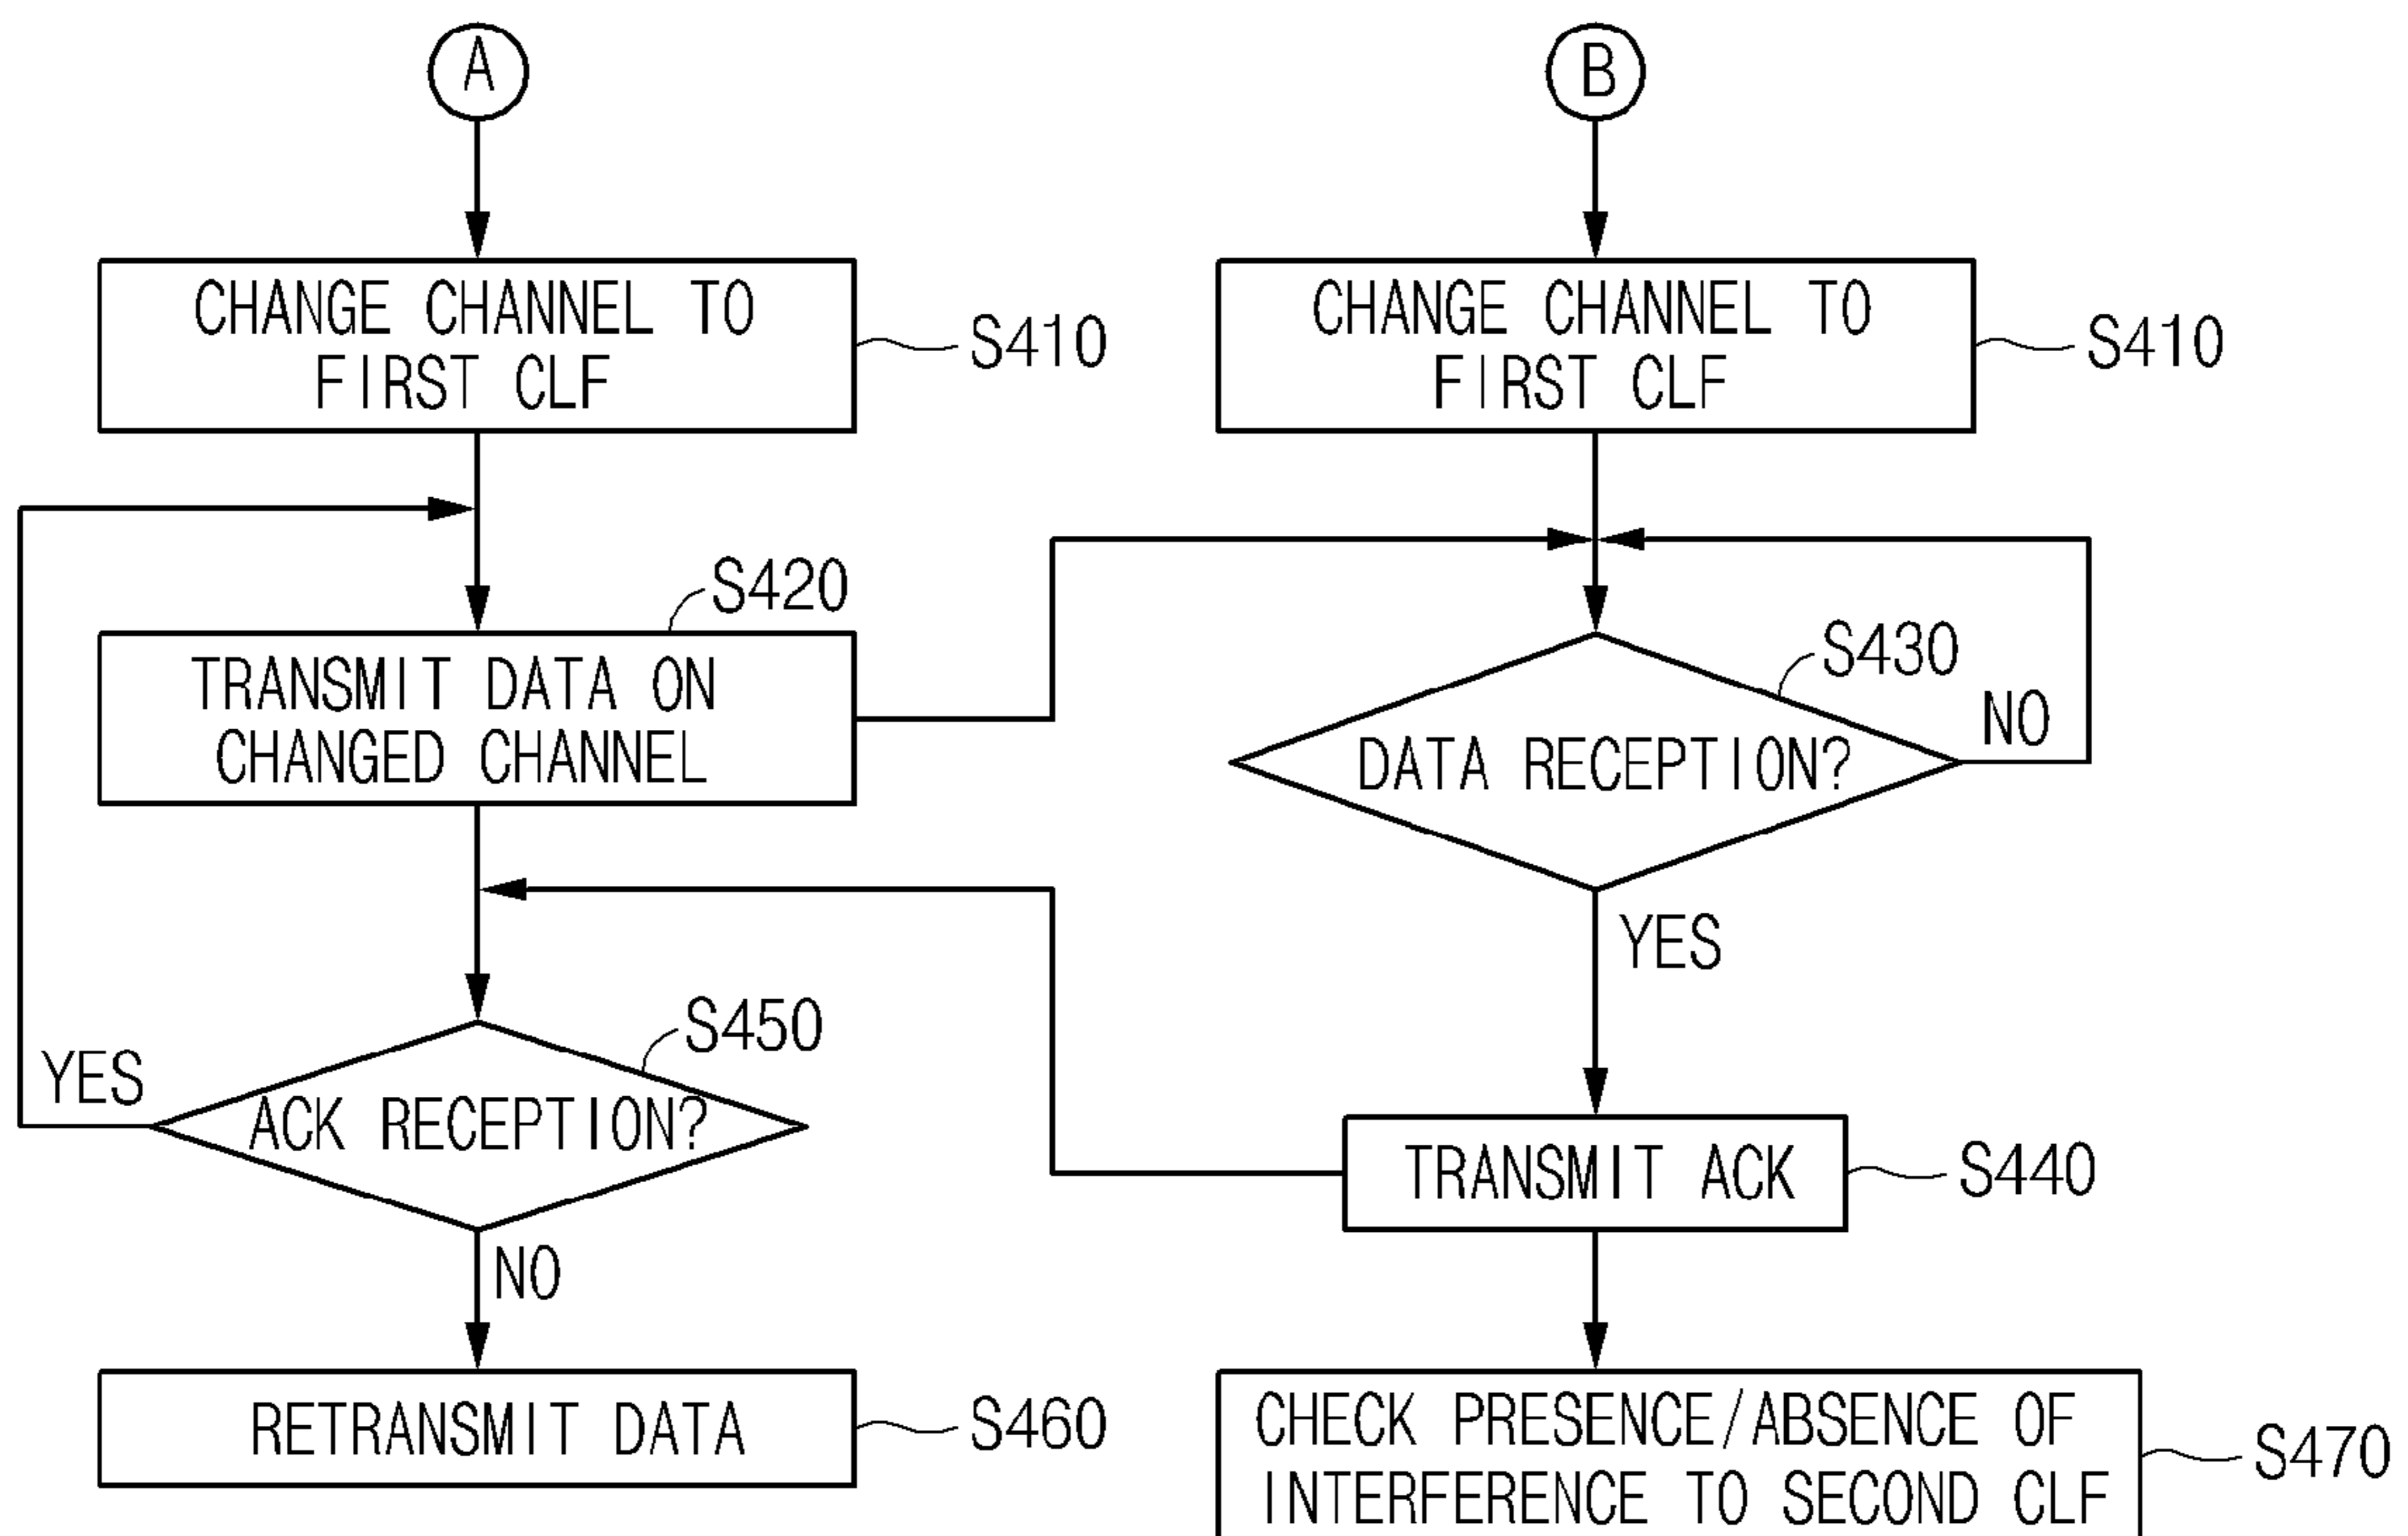 A
B
CHANGE CHANNEL TO
FIRST CLF
S410
CHANGE CHANNEL TO
FIRST CLF
S410
S420
TRANSMIT DATA ON
CHANGED CHANNEL
S430
DATA RECEPTION?
NO
YES
S450
YES
ACK RECEPTION?
NO
TRANSMIT ACK
S440
RETRANSMIT DATA
S460
CHECK PRESENCE/ABSENCE OF
INTERFERENCE TO SECOND CLF
S470